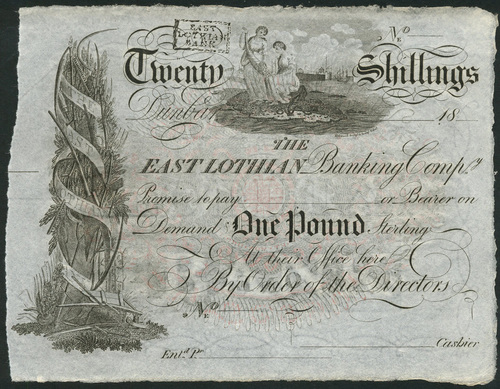 EAST
LOTHIAN
BANK
No
Twenty Shillings
Dunbar 18
THE
EAST LOTHIAN Banking Compy
Promise to pay or Bearer on
Demand One Pound Sterling
At their Office here
By Order of the Directors
No
Cashier
Entd. Pr.